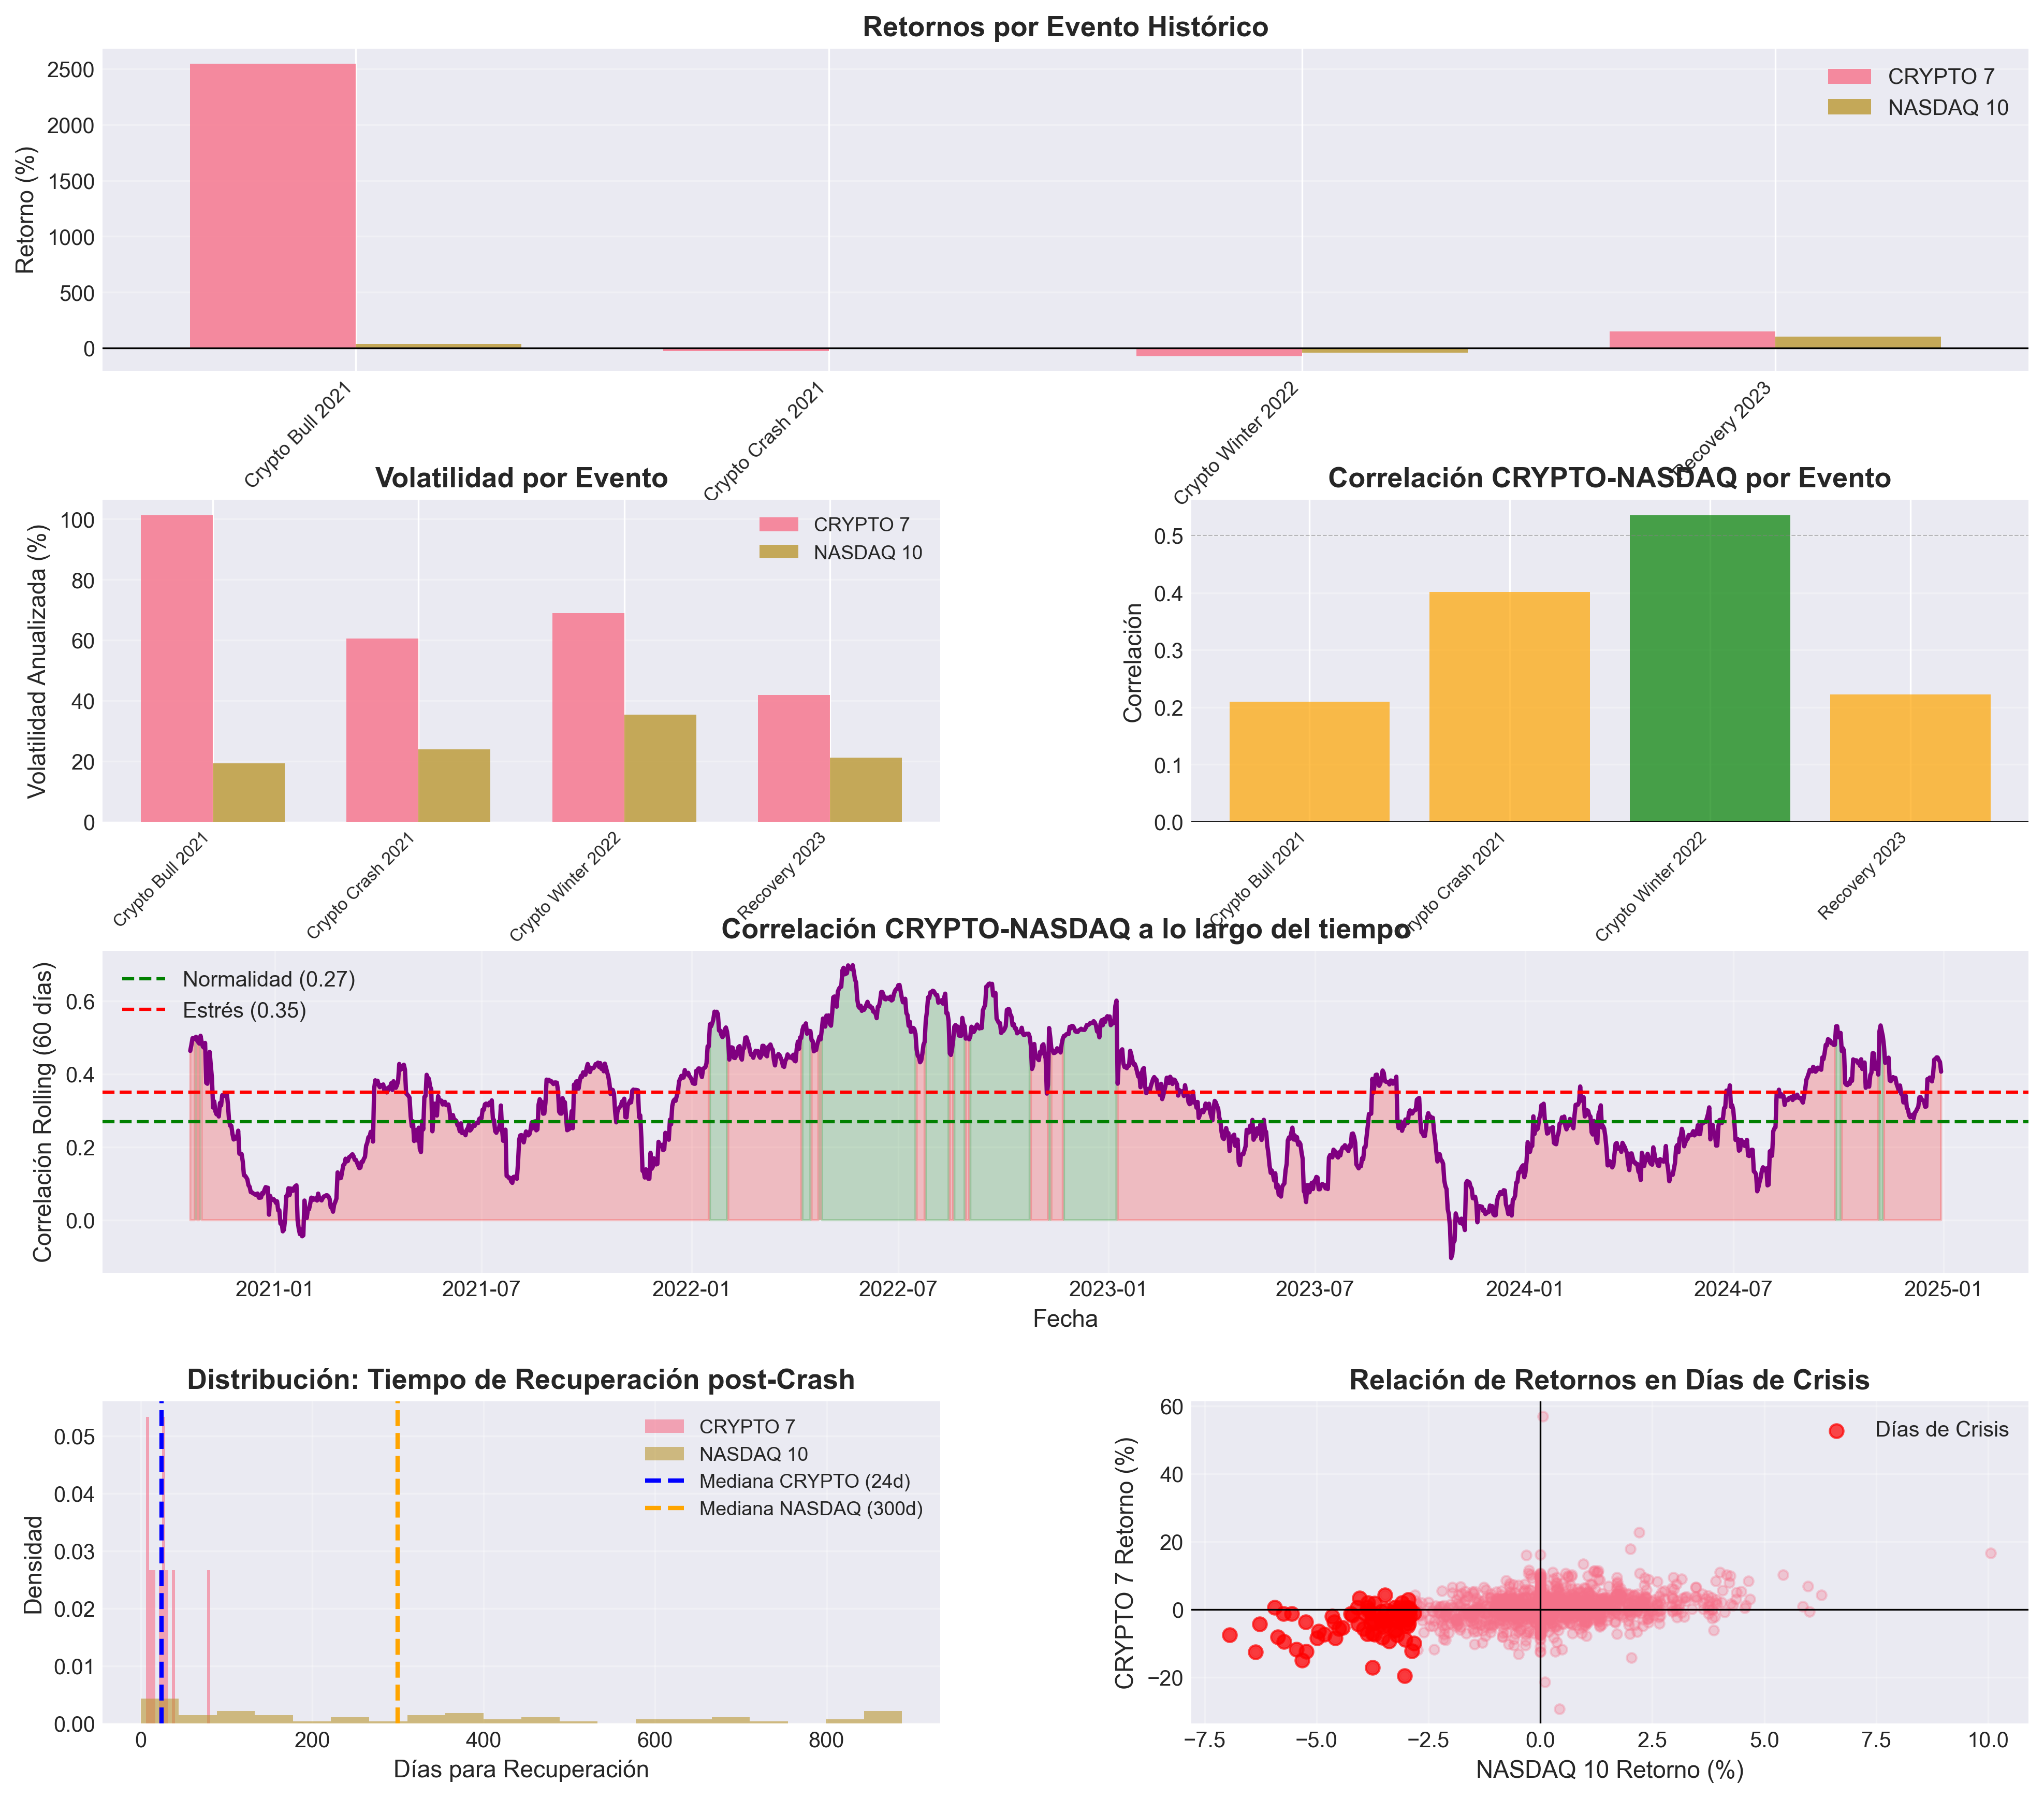 Retornos por Evento Histórico
Retorno (%)
2500
2000
1500
1000
500
0
CRYPTO 7
NASDAQ 10
Crypto Bull 2021
Crypto Crash 2021
Crypto Winter 2022
Recovery 2023
Volatilidad por Evento
Volatilidad Anualizada (%)
100
80
60
40
20
0
CRYPTO 7
NASDAQ 10
Crypto Bull 2021
Crypto Crash 2021
Crypto Winter 2022
Recovery 2023
Correlación CRYPTO-NASDAQ por Evento
Correlación
0.5
0.4
0.3
0.2
0.1
0.0
Crypto Bull 2021
Crypto Crash 2021
Crypto Winter 2022
Recovery 2023
Correlación CRYPTO-NASDAQ a lo largo del tiempo
Correlación Rolling (60 días)
0.6
0.4
0.2
0.0
Normalidad (0.27)
Estrés (0.35)
2021-01
2021-07
2022-01
2022-07
2023-01
2023-07
2024-01
2024-07
2025-01
Fecha
Distribución: Tiempo de Recuperación post-Crash
Densidad
0.05
0.04
0.03
0.02
0.01
0.00
CRYPTO 7
NASDAQ 10
Mediana CRYPTO (24d)
Mediana NASDAQ (300d)
0
200
400
600
800
Días para Recuperación
Relación de Retornos en Días de Crisis
CRYPTO 7 Retorno (%)
60
40
20
0
−20
Días de Crisis
−7.5
−5.0
−2.5
0.0
2.5
5.0
7.5
10.0
NASDAQ 10 Retorno (%)